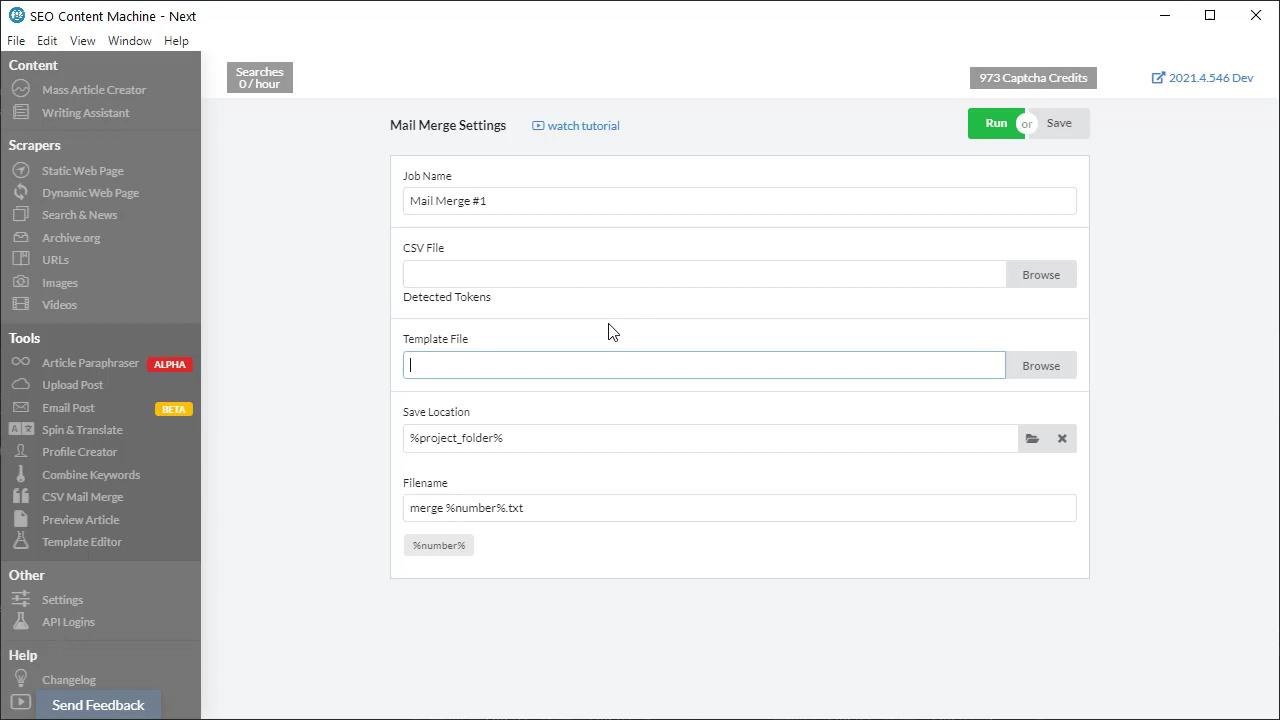 SEO Content Machine - Next
File Edit View Window Help
Content
Mass Article Creator
Writing Assistant
Scrapers
Static Web Page
Dynamic Web Page
Search & News
Archive.org
URLs
Images
Videos
Tools
Article Paraphraser ALPHA
Upload Post
Email Post BETA
Spin & Translate
Profile Creator
Combine Keywords
CSV Mail Merge
Preview Article
Template Editor
Other
Settings
API Logins
Help
Changelog
Send Feedback
Searches
0 / hour
973 Captcha Credits
2021.4.546 Dev
Mail Merge Settings
watch tutorial
Run or Save
Job Name
Mail Merge #1
CSV File
Browse
Detected Tokens
Template File
Browse
Save Location
%project_folder%
Filename
merge %number%.txt
%number%